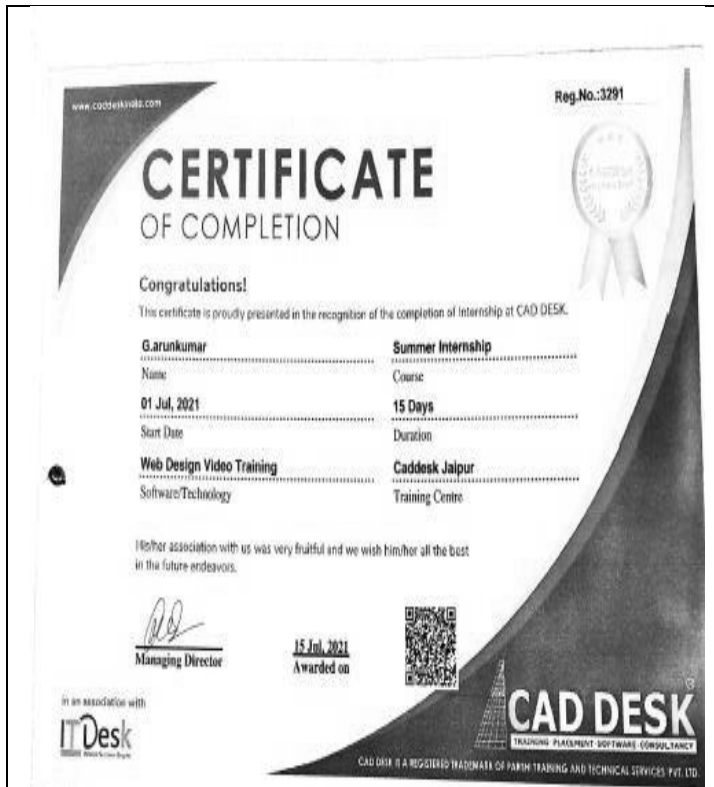 www.caddeskindia.com
Reg.No.:3291
CERTIFICATE
OF COMPLETION
Congratulations!
This certificate is proudly presented in the recognition of the completion of Internship at CAD DESK.
G.arunkumar
Summer Internship
Name
Course
01 Jul, 2021
15 Days
Start Date
Duration
Web Design Video Training
Caddesk Jaipur
Software/Technology
Training Centre
His/her association with us was very fruitful and we wish him/her all the best
in the future endeavors.
Managing Director
15 Jul, 2021
Awarded on
in an association with
IT Desk
CAD DESK
TRAINING PLACEMENT SOFTWARE CONSULTANCY
CAD DESK IS A REGISTERED TRADEMARK OF PARTH TRAINING AND TECHNICAL SERVICES PVT. LTD.